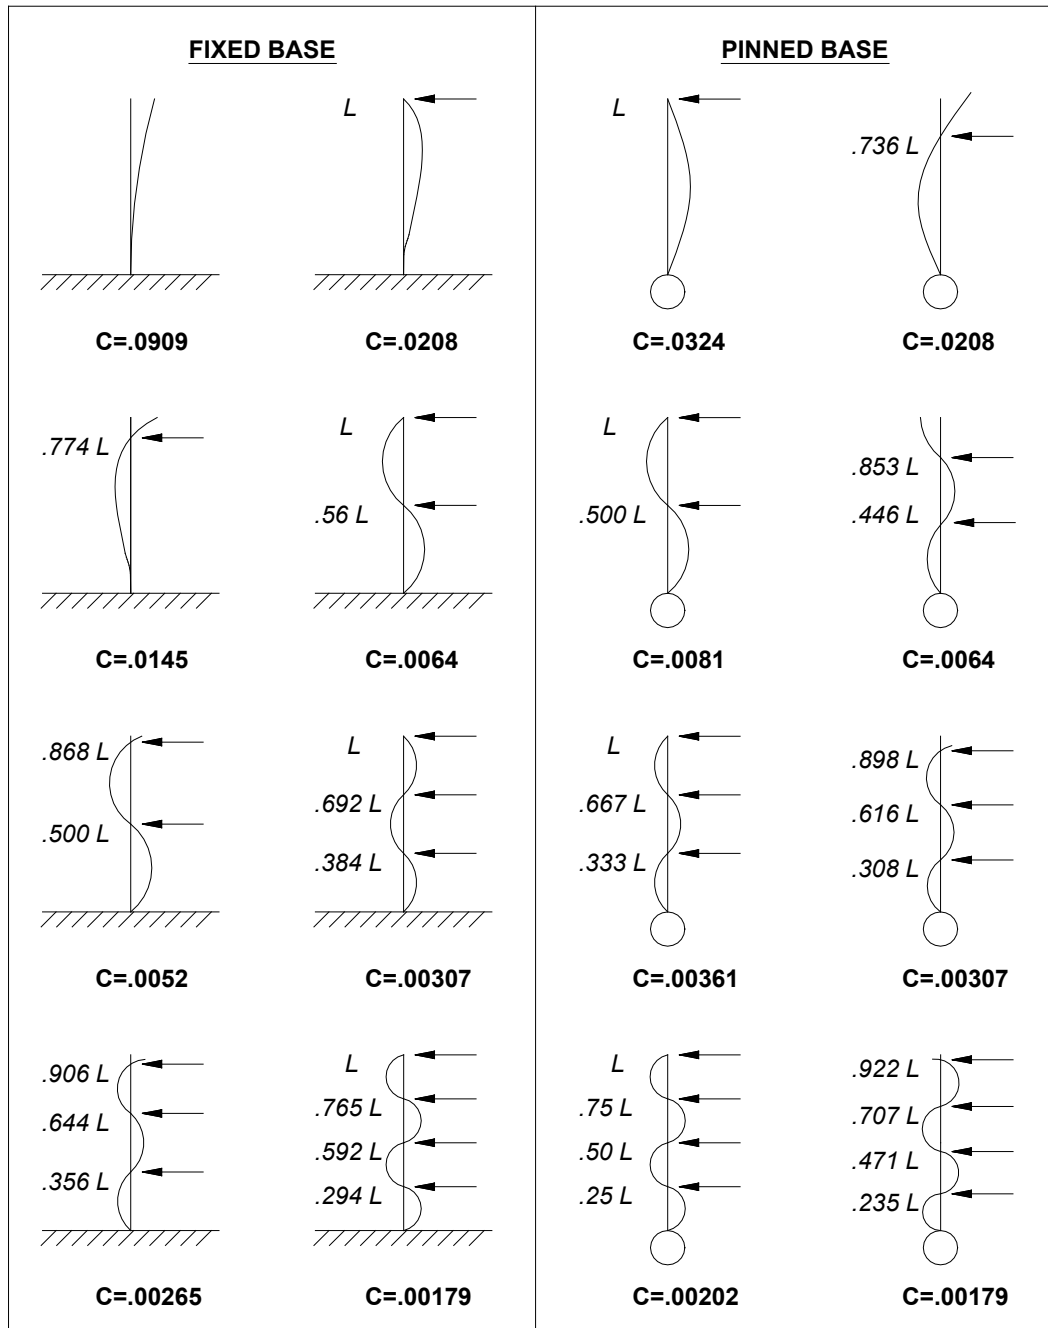 FIXED BASE
L
C=.0909
C=.0208
.774 L
L
.56 L
C=.0145
C=.0064
.868 L
.500 L
L
.692 L
.384 L
C=.0052
C=.00307
.906 L
.644 L
.356 L
L
.765 L
.592 L
.294 L
C=.00265
C=.00179
PINNED BASE
L
.736 L
C=.0324
C=.0208
L
.500 L
.853 L
.446 L
C=.0081
C=.0064
L
.667 L
.333 L
.898 L
.616 L
.308 L
C=.00361
C=.00307
L
.75 L
.50 L
.25 L
.922 L
.707 L
.471 L
.235 L
C=.00202
C=.00179